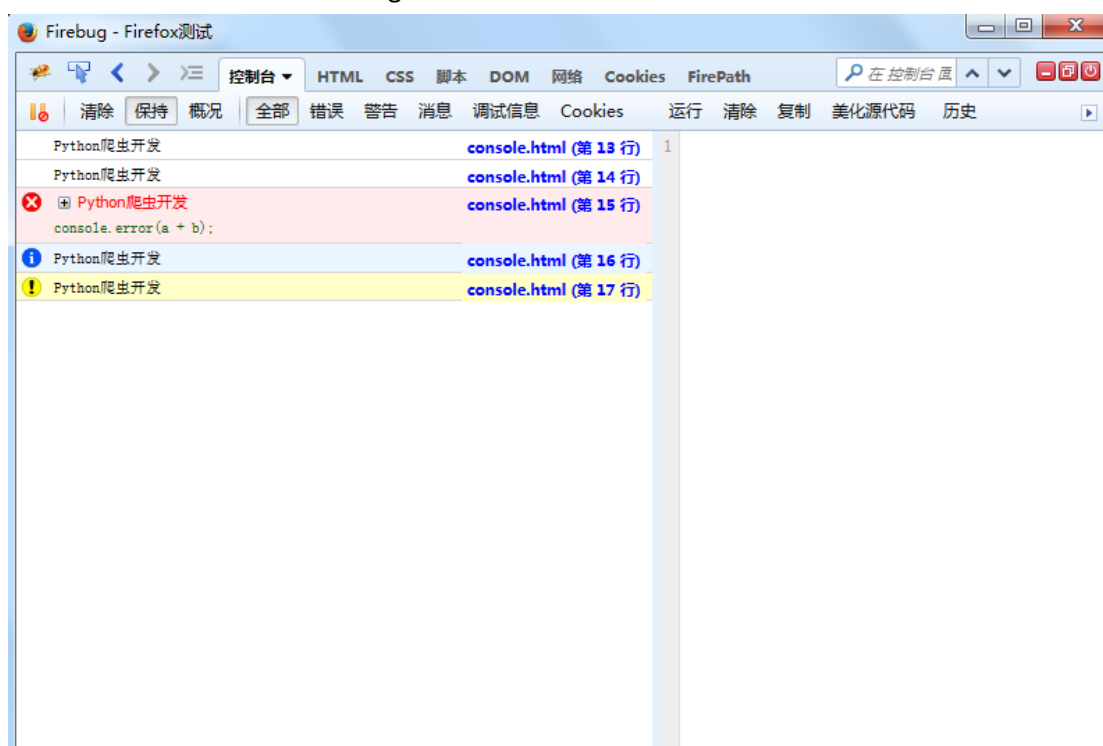 Firebug - Firefox测试
控制台 HTML CSS 脚本 DOM 网络 Cookies FirePath 在 控制台 面
清除 保持 概况 全部 错误 警告 消息 调试信息 Cookies 运行 清除 复制 美化源代码 历史
Python爬虫开发 console.html (第 13 行) 1
Python爬虫开发 console.html (第 14 行)
Python爬虫开发 console.html (第 15 行)
console.error(a + b);
Python爬虫开发 console.html (第 16 行)
Python爬虫开发 console.html (第 17 行)